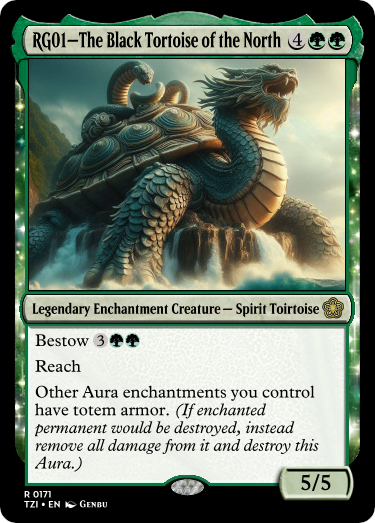 RG01–The Black Tortoise of the North 4
Legendary Enchantment Creature — Spirit Toirtoise
Bestow 3
Reach
Other Aura enchantments you control
have totem armor. (If enchanted
permanent would be destroyed, instead
remove all damage from it and destroy this
Aura.)
5/5
R 0171
TZI • EN Genbu